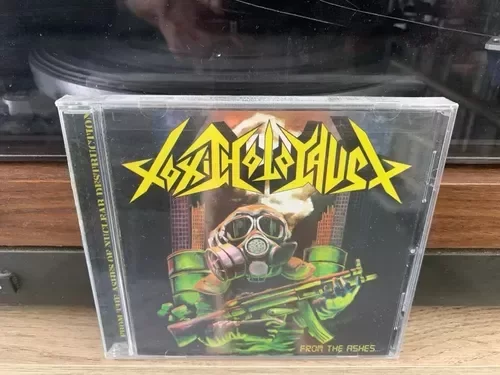 FROM THE ASHES OF NUCLEAR DESTRUCTION
TOXIC HOLOCAUST
FROM THE ASHES...